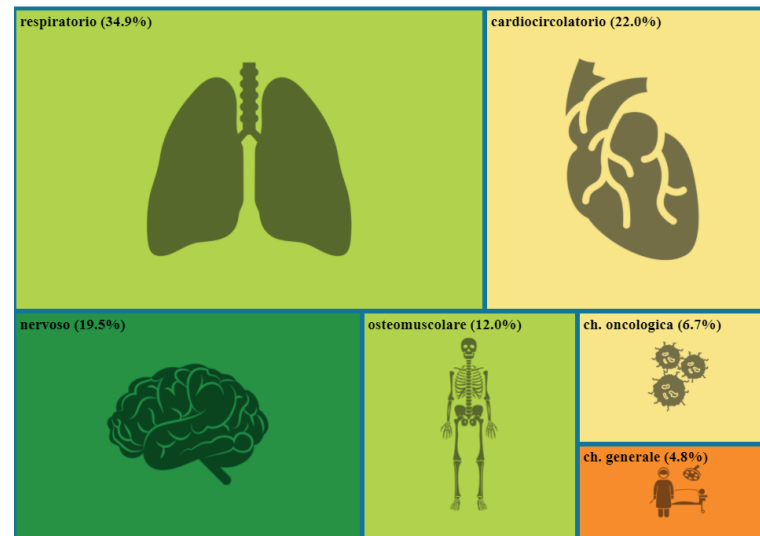 respiratorio (34.9%)
cardiocircolatorio (22.0%)
nervoso (19.5%)
osteomuscolare (12.0%)
ch. oncologica (6.7%)
ch. generale (4.8%)